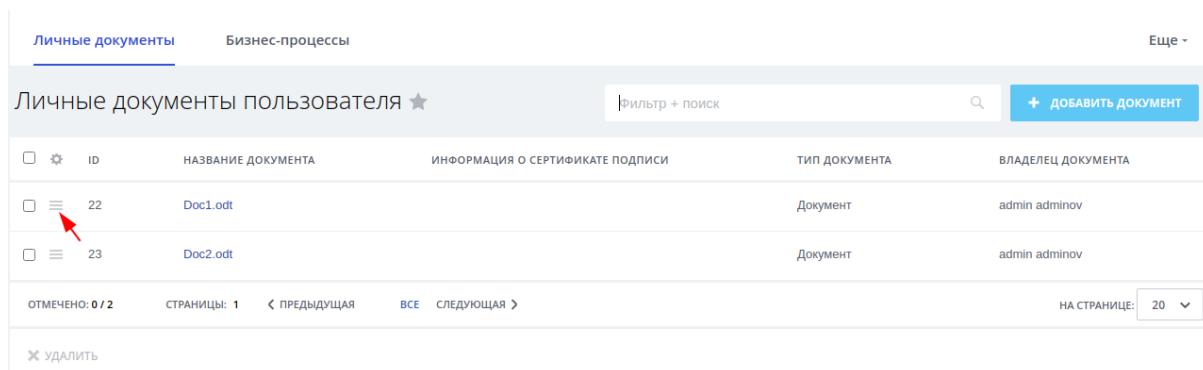 Личные документы Бизнес-процессы Еще
Личные документы пользователя Фильтр + поиск + ДОБАВИТЬ ДОКУМЕНТ
ID НАЗВАНИЕ ДОКУМЕНТА ИНФОРМАЦИЯ О СЕРТИФИКАТЕ ПОДПИСИ ТИП ДОКУМЕНТА ВЛАДЕЛЕЦ ДОКУМЕНТА
22 Doc1.odt Документ admin adminov
23 Doc2.odt Документ admin adminov
ОТМЕЧЕНО: 0 / 2 СТРАНИЦЫ: 1 ПРЕДЫДУЩАЯ ВСЕ СЛЕДУЮЩАЯ НА СТРАНИЦЕ: 20
УДАЛИТЬ